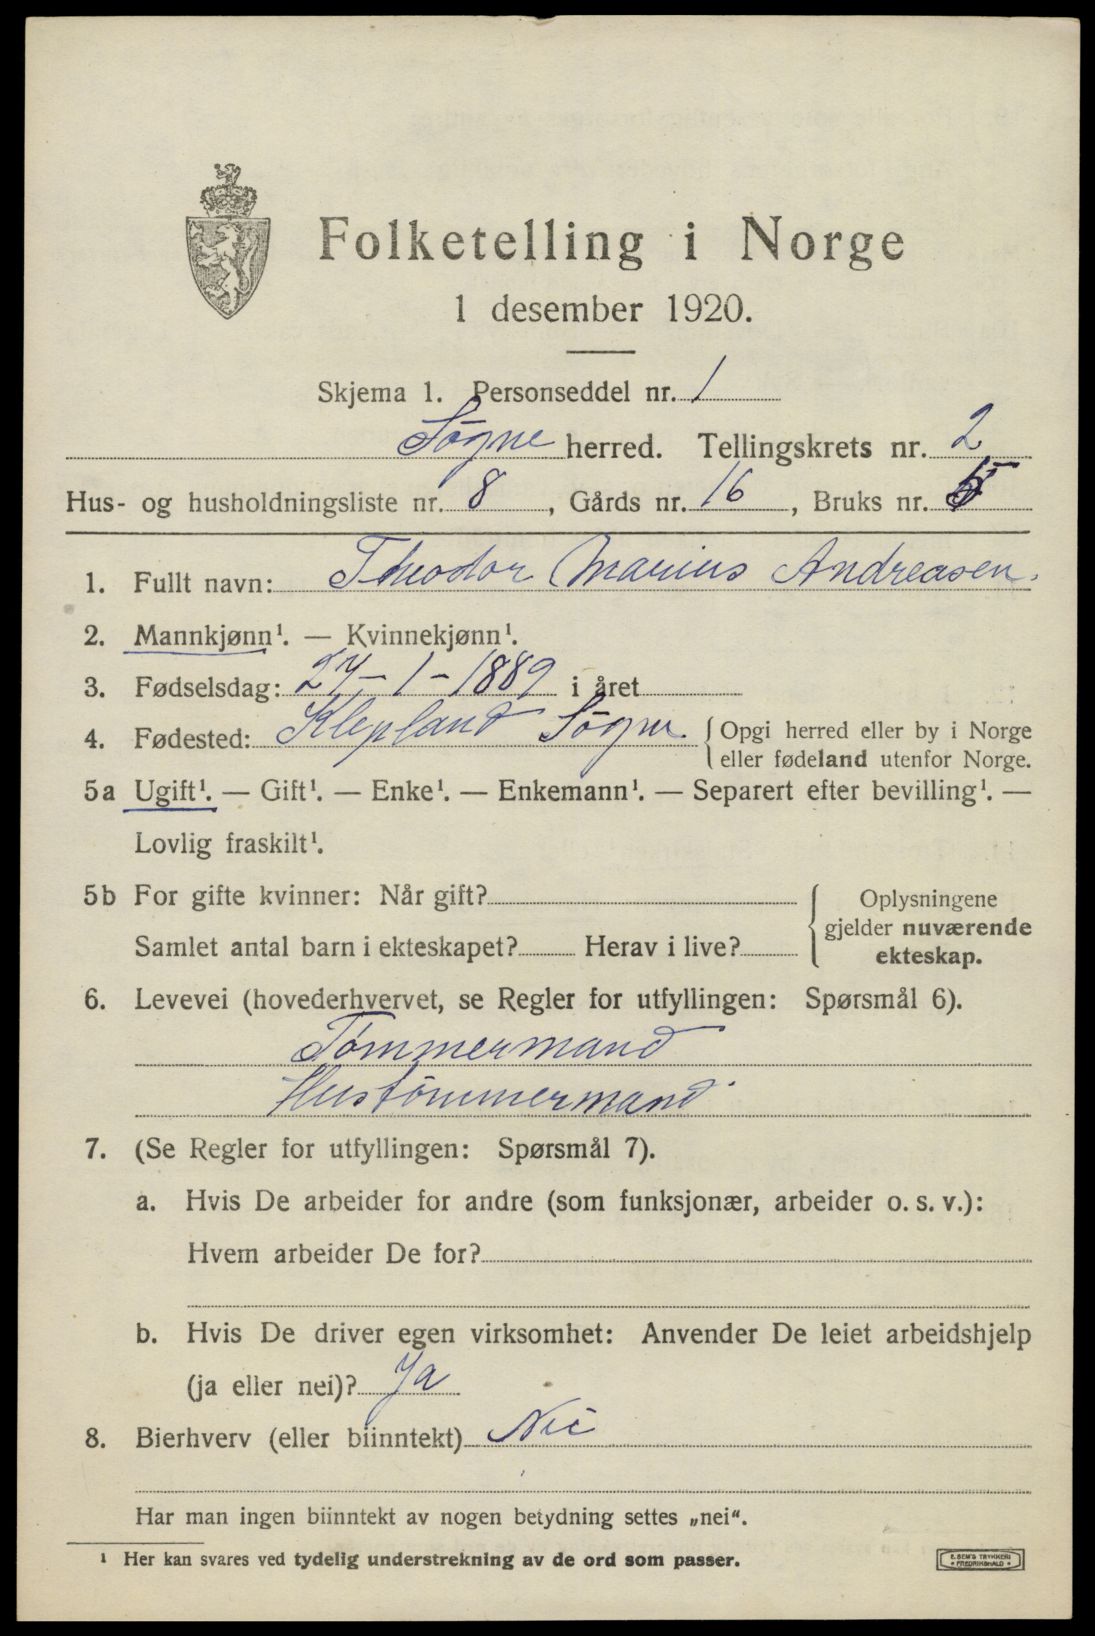 Folketelling i Norge
1 desember 1920.
Skjema 1. Personseddel nr. 1
Søgne herred. Tellingskrets nr. 2
Hus- og husholdningsliste nr. 8, Gårds nr. 16, Bruks nr.
1. Fullt navn: Theodor Marius Andreasen.
2. Mannkjønn¹. — Kvinnekjønn¹.
3. Fødselsdag: 27-1-1889 i året
4. Fødested: Klepland Søgne {Opgi herred eller by i Norge
eller fødeland utenfor Norge.
5a Ugift¹. — Gift¹. — Enke¹. — Enkemann¹. — Separert efter bevilling¹. —
Lovlig fraskilt¹.
5b For gifte kvinner: Når gift? { Oplysningene
gjelder nuværende
Samlet antal barn i ekteskapet? Herav i live? ekteskap.
6. Levevei (hovederhvervet, se Regler for utfyllingen: Spørsmål 6).
Tømmermand
Hustömmermand
7. (Se Regler for utfyllingen: Spørsmål 7).
a. Hvis De arbeider for andre (som funksjonær, arbeider o. s. v.):
Hvem arbeider De for?
b. Hvis De driver egen virksomhet: Anvender De leiet arbeidshjelp
(ja eller nei)? Ja
8. Bierhverv (eller biinntekt) Nei
Har man ingen biinntekt av nogen betydning settes „nei“.
¹ Her kan svares ved tydelig understrekning av de ord som passer.
E. SEM'S TRYKKERI
• FREDRIKSHALD •